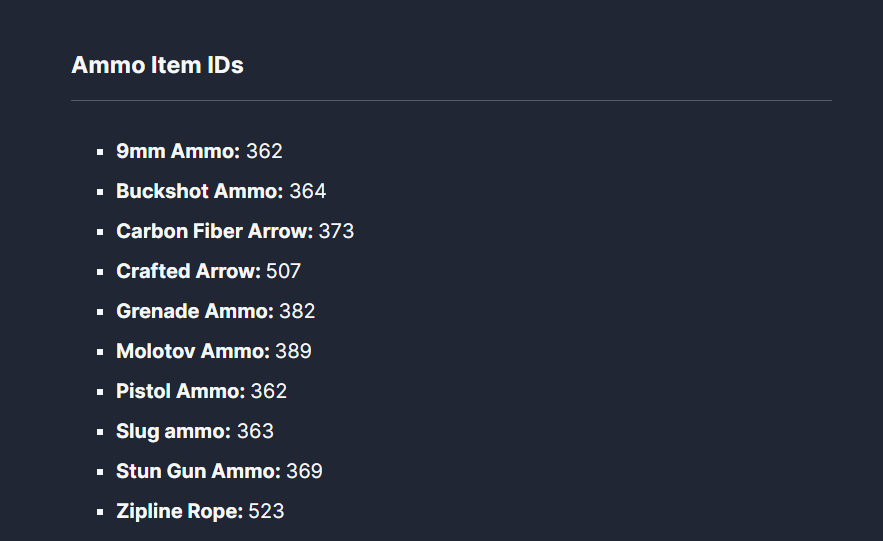 Ammo Item IDs
9mm Ammo: 362
Buckshot Ammo: 364
Carbon Fiber Arrow: 373
Crafted Arrow: 507
Grenade Ammo: 382
Molotov Ammo: 389
Pistol Ammo: 362
Slug ammo: 363
Stun Gun Ammo: 369
Zipline Rope: 523